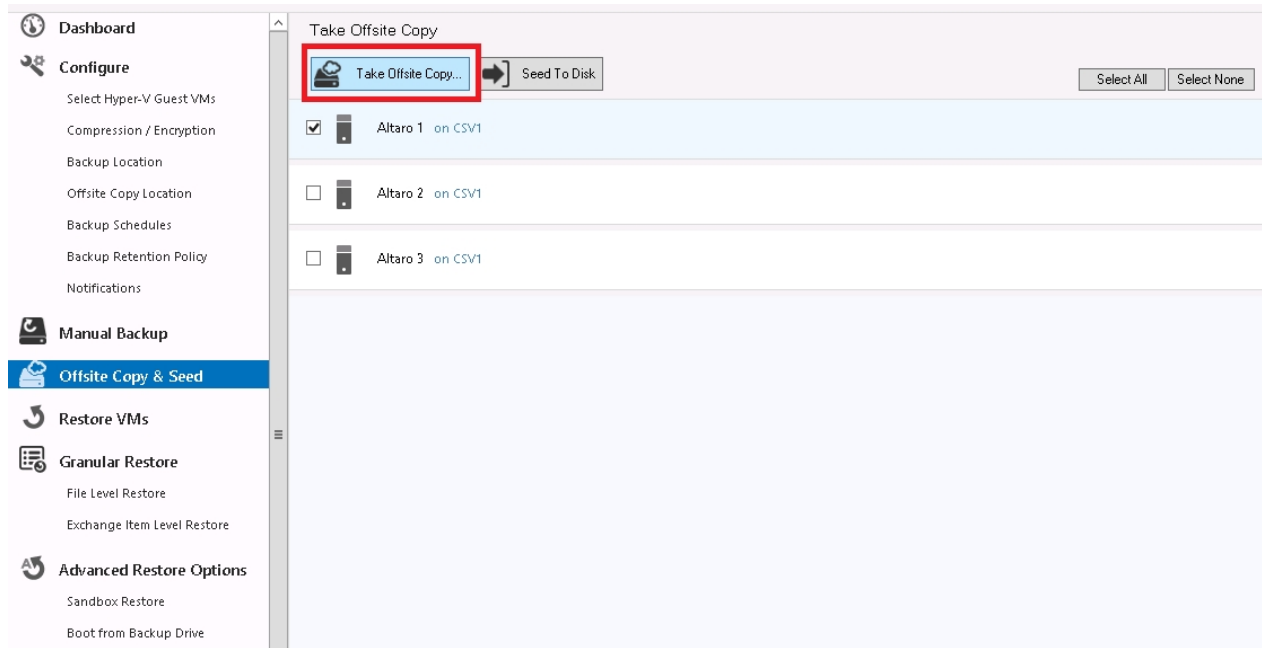 Dashboard
Configure
Select Hyper-V Guest VMs
Compression / Encryption
Backup Location
Offsite Copy Location
Backup Schedules
Backup Retention Policy
Notifications
Manual Backup
Offsite Copy & Seed
Restore VMs
Granular Restore
File Level Restore
Exchange Item Level Restore
Advanced Restore Options
Sandbox Restore
Boot from Backup Drive
Take Offsite Copy
Take Offsite Copy...
Seed To Disk
Select All
Select None
Altaro 1 on CSV1
Altaro 2 on CSV1
Altaro 3 on CSV1